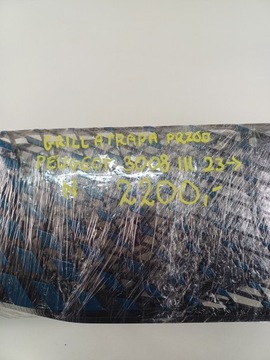 GRILL ATRAPA PRZÓD
PEUGEOT 3008 III 23→
N 2200,-